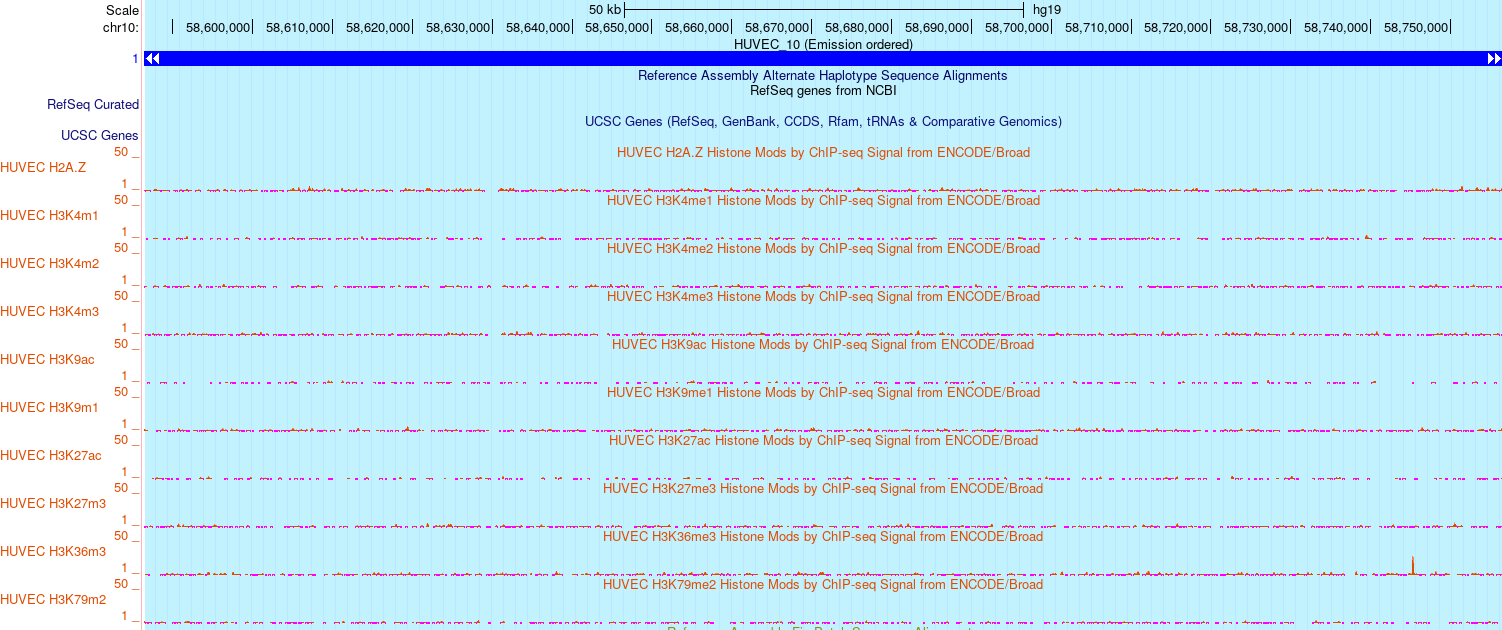 Scale 50 kb hg19
chr10: 58,600,000 58,610,000 58,620,000 58,630,000 58,640,000 58,650,000 58,660,000 58,670,000 58,680,000 58,690,000 58,700,000 58,710,000 58,720,000 58,730,000 58,740,000 58,750,000
HUVEC_10 (Emission ordered)
1
Reference Assembly Alternate Haplotype Sequence Alignments
RefSeq genes from NCBI
RefSeq Curated
UCSC Genes (RefSeq, GenBank, CCDS, Rfam, tRNAs & Comparative Genomics)
UCSC Genes
50 _ HUVEC H2A.Z Histone Mods by ChIP-seq Signal from ENCODE/Broad
HUVEC H2A.Z
1 _
50 _ HUVEC H3K4me1 Histone Mods by ChIP-seq Signal from ENCODE/Broad
HUVEC H3K4m1
1 _
50 _ HUVEC H3K4me2 Histone Mods by ChIP-seq Signal from ENCODE/Broad
HUVEC H3K4m2
1 _
50 _ HUVEC H3K4me3 Histone Mods by ChIP-seq Signal from ENCODE/Broad
HUVEC H3K4m3
1 _
50 _ HUVEC H3K9ac Histone Mods by ChIP-seq Signal from ENCODE/Broad
HUVEC H3K9ac
1 _
50 _ HUVEC H3K9me1 Histone Mods by ChIP-seq Signal from ENCODE/Broad
HUVEC H3K9m1
1 _
50 _ HUVEC H3K27ac Histone Mods by ChIP-seq Signal from ENCODE/Broad
HUVEC H3K27ac
1 _
50 _ HUVEC H3K27me3 Histone Mods by ChIP-seq Signal from ENCODE/Broad
HUVEC H3K27m3
1 _
50 _ HUVEC H3K36me3 Histone Mods by ChIP-seq Signal from ENCODE/Broad
HUVEC H3K36m3
1 _
50 _ HUVEC H3K79me2 Histone Mods by ChIP-seq Signal from ENCODE/Broad
HUVEC H3K79m2
1 _